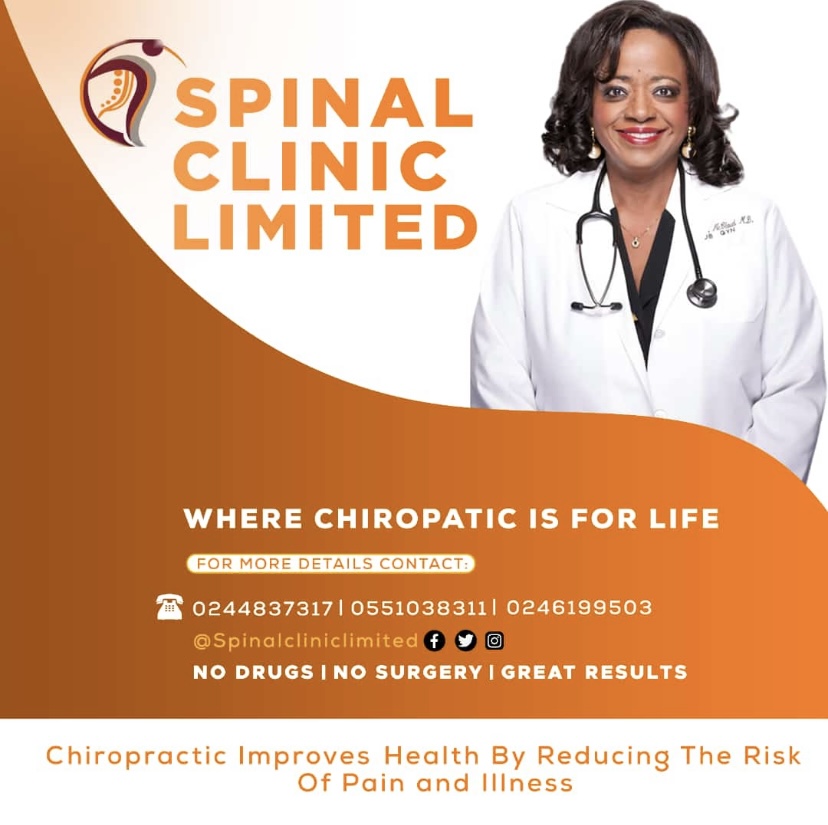 SPINAL
CLINIC
LIMITED
M.D.
GYN
WHERE CHIROPATIC IS FOR LIFE
FOR MORE DETAILS CONTACT:
0244837317 | 0551038311 | 0246199503
@Spinalcliniclimited
NO DRUGS | NO SURGERY | GREAT RESULTS
Chiropractic Improves Health By Reducing The Risk
Of Pain and Illness